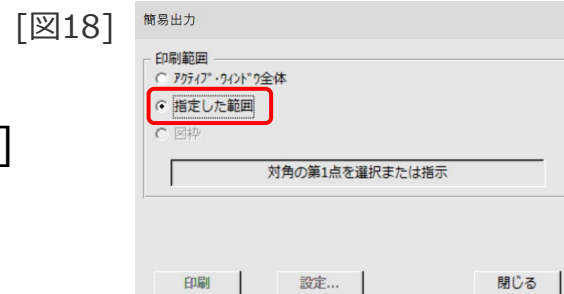 [図18]
簡易出力
印刷範囲
アクティブ・ウィンドウ全体
指定した範囲
図枠
]
対角の第1点を選択または指示
印刷 設定... 閉じる